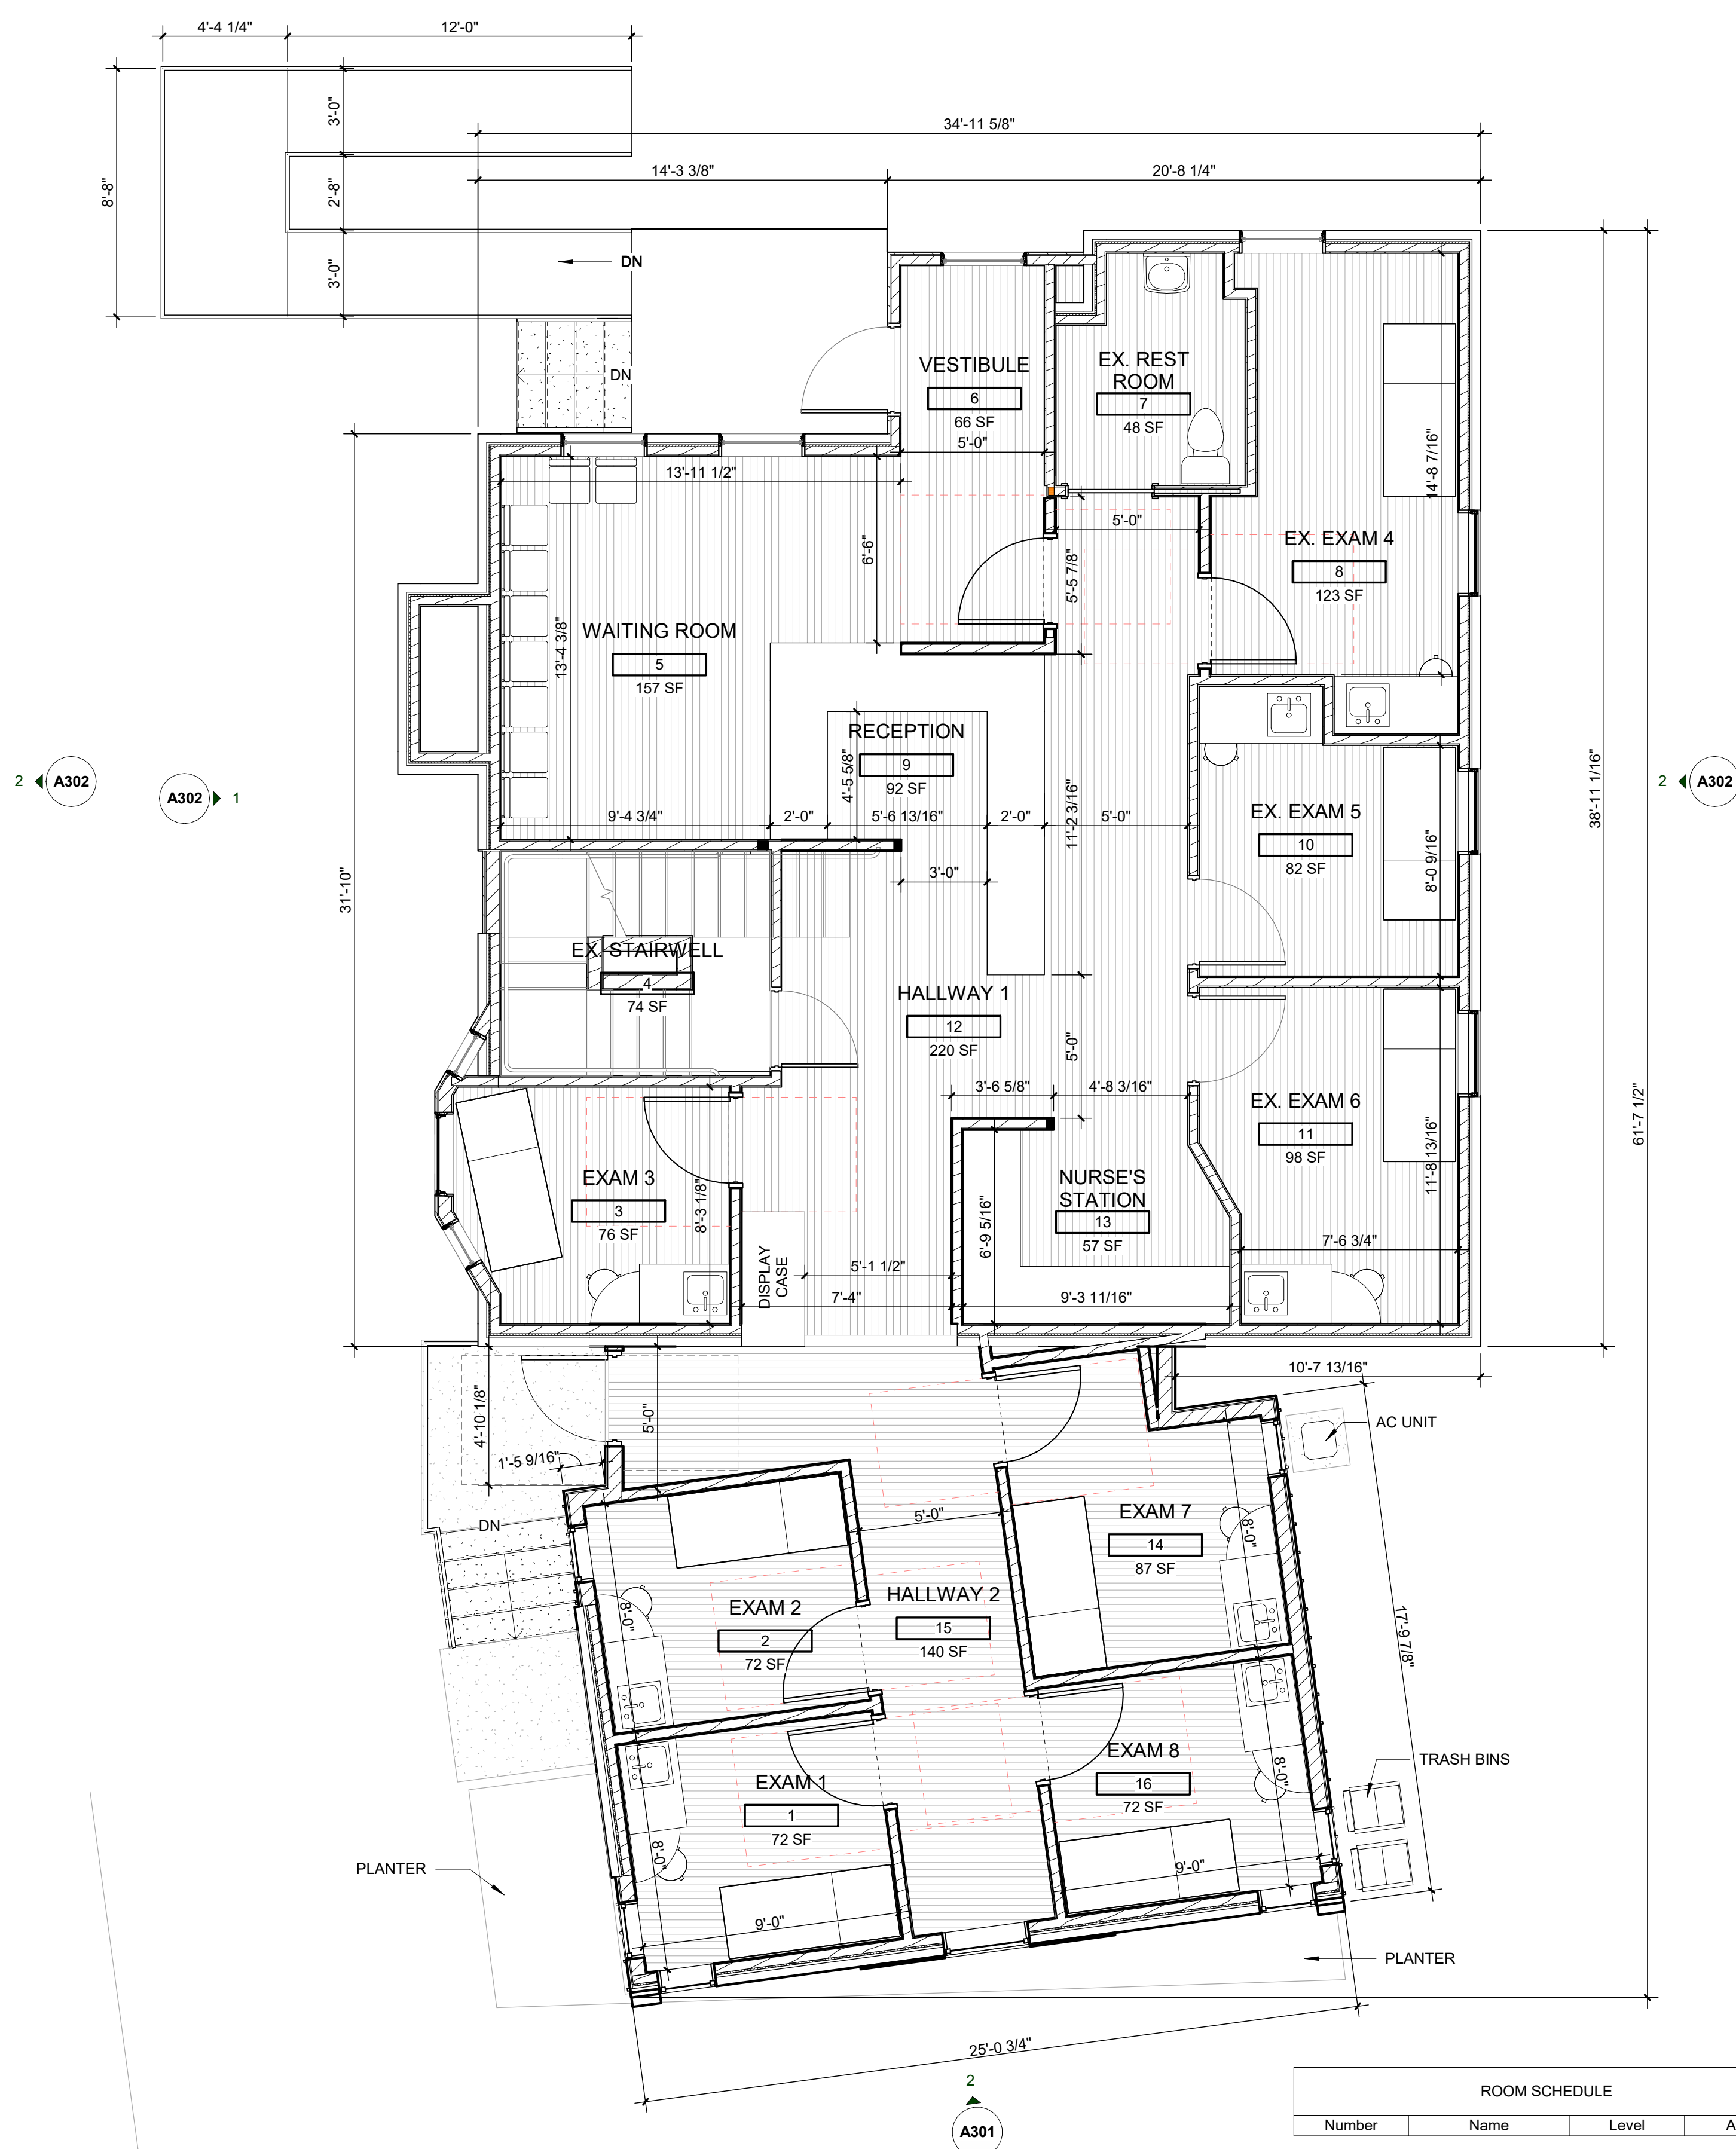 4'-4 1/4"
12'-0"
3'-0"
8'-8"
2'-8"
3'-0"
34'-11 5/8"
14'-3 3/8"
20'-8 1/4"
DN
DN
VESTIBULE
6
66 SF
5'-0"
EX. REST
ROOM
7
48 SF
14'-8 7/16"
13'-11 1/2"
6'-6"
5'-0"
5'-5 7/8"
EX. EXAM 4
8
123 SF
WAITING ROOM
5
157 SF
13'-4 3/8"
RECEPTION
9
92 SF
4'-5 5/8"
2
A302
A302
1
2
A302
38'-11 1/16"
9'-4 3/4"
2'-0"
5'-6 13/16"
2'-0"
11'-2 3/16"
5'-0"
EX. EXAM 5
10
82 SF
8'-0 9/16"
3'-0"
31'-10"
EX. STAIRWELL
4
74 SF
HALLWAY 1
12
220 SF
5'-0"
3'-6 5/8"
4'-8 3/16"
EX. EXAM 6
11
98 SF
11'-8 13/16"
61'-7 1/2"
EXAM 3
3
76 SF
8'-3 1/8"
NURSE'S
STATION
13
57 SF
6'-9 5/16"
7'-6 3/4"
DISPLAY
CASE
5'-1 1/2"
7'-4"
9'-3 11/16"
10'-7 13/16"
4'-10 1/8"
5'-0"
AC UNIT
1'-5 9/16"
DN
5'-0"
EXAM 7
14
87 SF
8'-0"
HALLWAY 2
15
140 SF
EXAM 2
2
72 SF
8'-0"
17'-9 7/8"
EXAM 8
16
72 SF
8'-0"
TRASH BINS
EXAM 1
1
72 SF
8'-0"
PLANTER
9'-0"
9'-0"
PLANTER
25'-0 3/4"
2
A301
ROOM SCHEDULE
Number
Name
Level
A